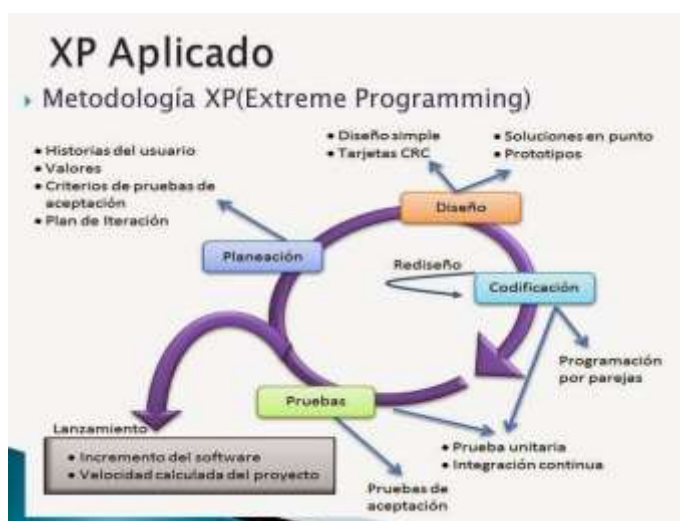 XP Aplicado
Metodología XP(Extreme Programming)
• Historias del usuario
• Valores
• Criterios de pruebas de
aceptación
• Plan de Iteración
• Diseño simple
• Tarjetas CRC
• Soluciones en punto
• Prototipos
Diseño
Planeación
Rediseño
Codificación
Programación
por parejas
Pruebas
Lanzamiento
• Incremento del software
• Velocidad calculada del proyecto
• Prueba unitaria
• Integración continua
Pruebas de
aceptación